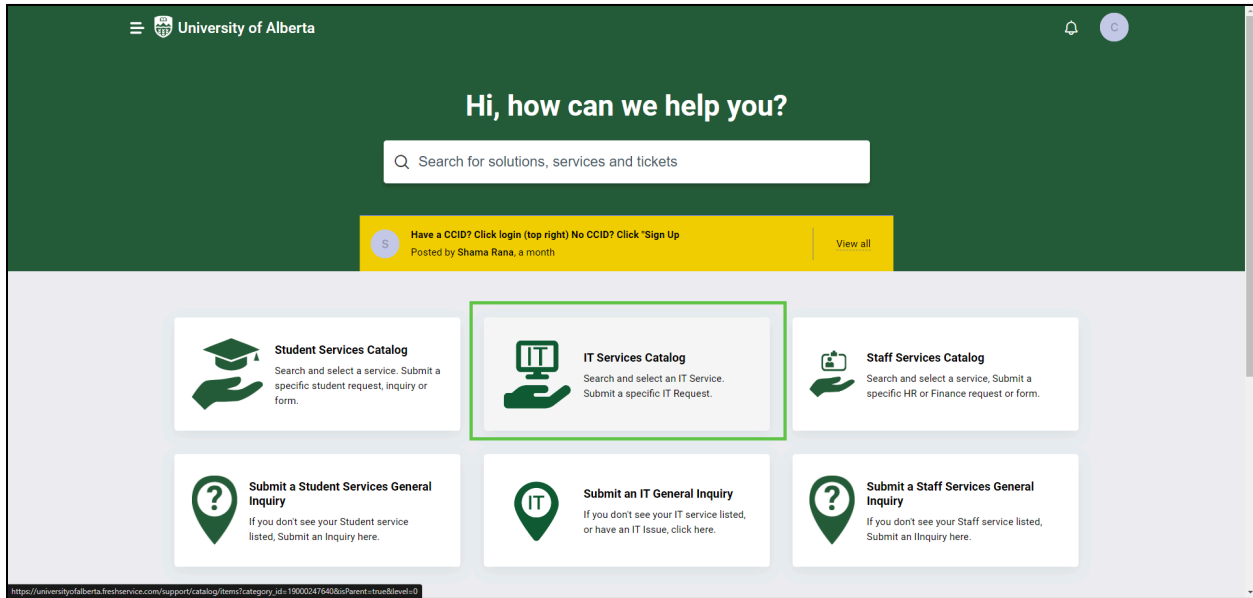 University of Alberta
C
Hi, how can we help you?
Search for solutions, services and tickets
S
Have a CCID? Click login (top right) No CCID? Click "Sign Up
Posted by Shama Rana, a month
View all
Student Services Catalog
Search and select a service. Submit a
specific student request, inquiry or
form.
IT
IT Services Catalog
Search and select an IT Service.
Submit a specific IT Request.
Staff Services Catalog
Search and select a service, Submit a
specific HR or Finance request or form.
?
Submit a Student Services General
Inquiry
If you don't see your Student service
listed, Submit an Inquiry here.
IT
Submit an IT General Inquiry
If you don't see your IT service listed,
or have an IT Issue, click here.
?
Submit a Staff Services General
Inquiry
If you don't see your Staff service listed,
Submit an IInquiry here.
https://universityofalberta.freshservice.com/support/catalog/items?category_id=19000247640&isParent=true&level=0